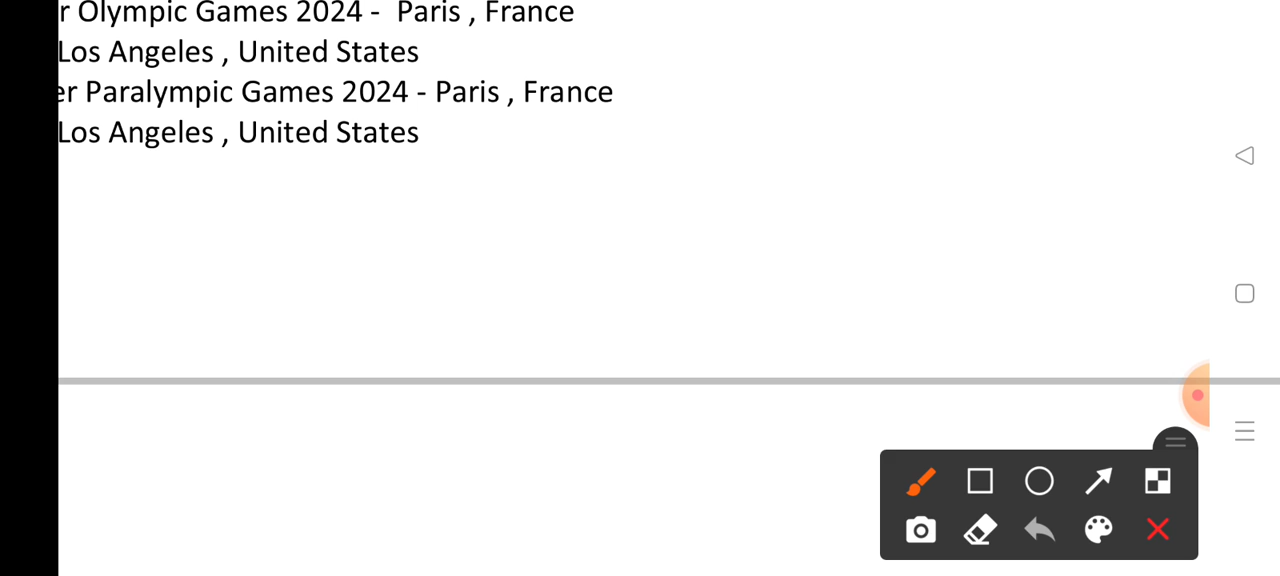 r Olympic Games 2024 - Paris , France
Los Angeles , United States
er Paralympic Games 2024 - Paris , France
Los Angeles , United States